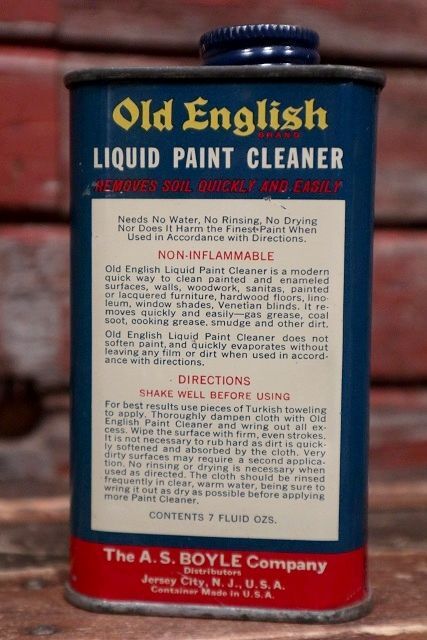 Old English
BRAND
LIQUID PAINT CLEANER
REMOVES SOIL QUICKLY AND EASILY
Needs No Water, No Rinsing, No Drying
Nor Does It Harm the Finest Paint When
Used in Accordance with Directions.
NON-INFLAMMABLE
Old English Liquid Paint Cleaner is a modern
quick way to clean painted and enameled
surfaces, walls, woodwork, sanitas, painted
or lacquered furniture, hardwood floors, lino-
leum, window shades, Venetian blinds. It re-
moves quickly and easily—gas grease, coal
soot, cooking grease, smudge and other dirt.
Old English Liquid Paint Cleaner does not
soften paint, and quickly evaporates without
leaving any film or dirt when used in accord-
ance with directions.
DIRECTIONS
SHAKE WELL BEFORE USING
For best results use pieces of Turkish toweling
to apply. Thoroughly dampen cloth with Old
English Paint Cleaner and wring out all ex-
cess. Wipe the surface with firm, even strokes.
It is not necessary to rub hard as dirt is quick-
ly softened and absorbed by the cloth. Very
dirty surfaces may require a second applica-
tion. No rinsing or drying is necessary when
used as directed. The cloth should be rinsed
frequently in clear, warm water, being sure to
wring it out as dry as possible before applying
more Paint Cleaner.
CONTENTS 7 FLUID OZS.
The A.S. BOYLE Company
Distributors
Jersey City, N. J., U.S.A.
Container Made in U.S.A.